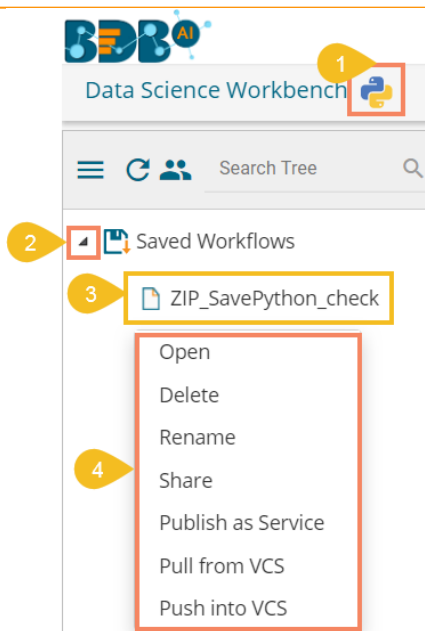 BDB AI
1
Data Science Workbench
Search Tree
2
Saved Workflows
3
ZIP_SavePython_check
Open
Delete
Rename
4
Share
Publish as Service
Pull from VCS
Push into VCS